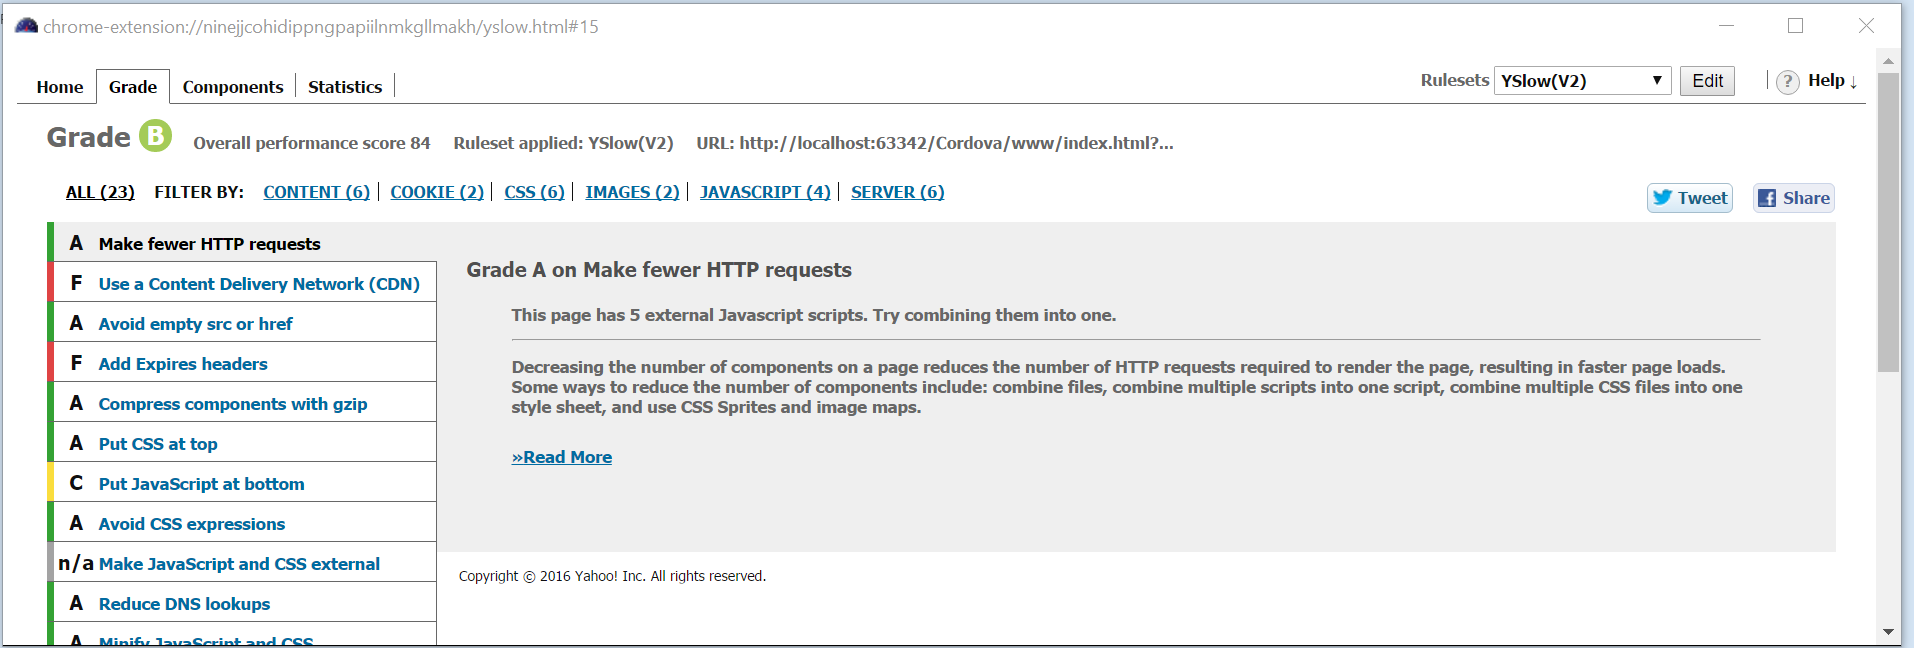 chrome-extension://ninejjcohidippngpapiilnmkgllmakh/yslow.html#15
Home Grade Components Statistics Rulesets YSlow(V2) Edit ? Help ↓
Grade B Overall performance score 84 Ruleset applied: YSlow(V2) URL: http://localhost:63342/Cordova/www/index.html?...
ALL (23) FILTER BY: CONTENT (6) COOKIE (2) CSS (6) IMAGES (2) JAVASCRIPT (4) SERVER (6)
Tweet Share
A Make fewer HTTP requests
F Use a Content Delivery Network (CDN)
A Avoid empty src or href
F Add Expires headers
A Compress components with gzip
A Put CSS at top
C Put JavaScript at bottom
A Avoid CSS expressions
n/a Make JavaScript and CSS external
A Reduce DNS lookups
A Minify JavaScript and CSS
Grade A on Make fewer HTTP requests
This page has 5 external Javascript scripts. Try combining them into one.
Decreasing the number of components on a page reduces the number of HTTP requests required to render the page, resulting in faster page loads.
Some ways to reduce the number of components include: combine files, combine multiple scripts into one script, combine multiple CSS files into one
style sheet, and use CSS Sprites and image maps.
»Read More
Copyright © 2016 Yahoo! Inc. All rights reserved.